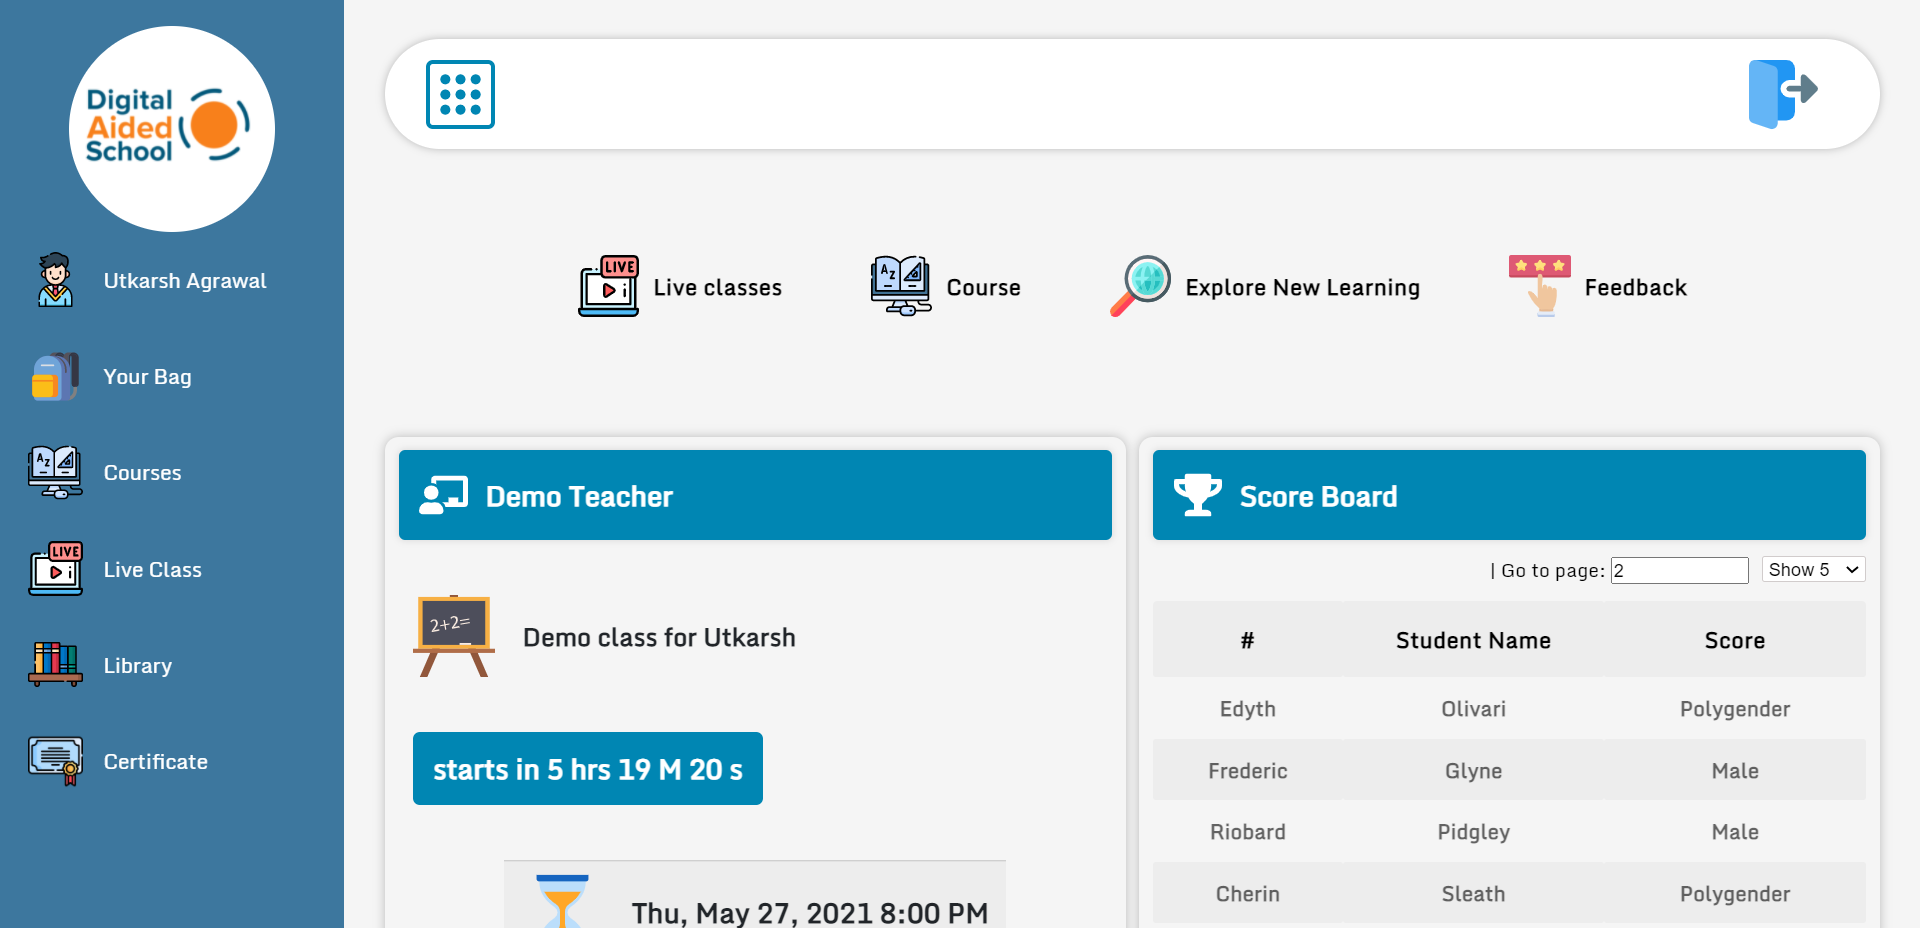 Digital
Aided
School
Utkarsh Agrawal
Your Bag
Courses
Live Class
Library
Certificate
Live classes
Course
Explore New Learning
Feedback
LIVE
A Z
LIVE
A Z
Demo Teacher
2+2=
Demo class for Utkarsh
starts in 5 hrs 19 M 20 s
Thu, May 27, 2021 8:00 PM
Score Board
| Go to page: 2 Show 5
# Student Name Score
Edyth Olivari Polygender
Frederic Glyne Male
Riobard Pidgley Male
Cherin Sleath Polygender